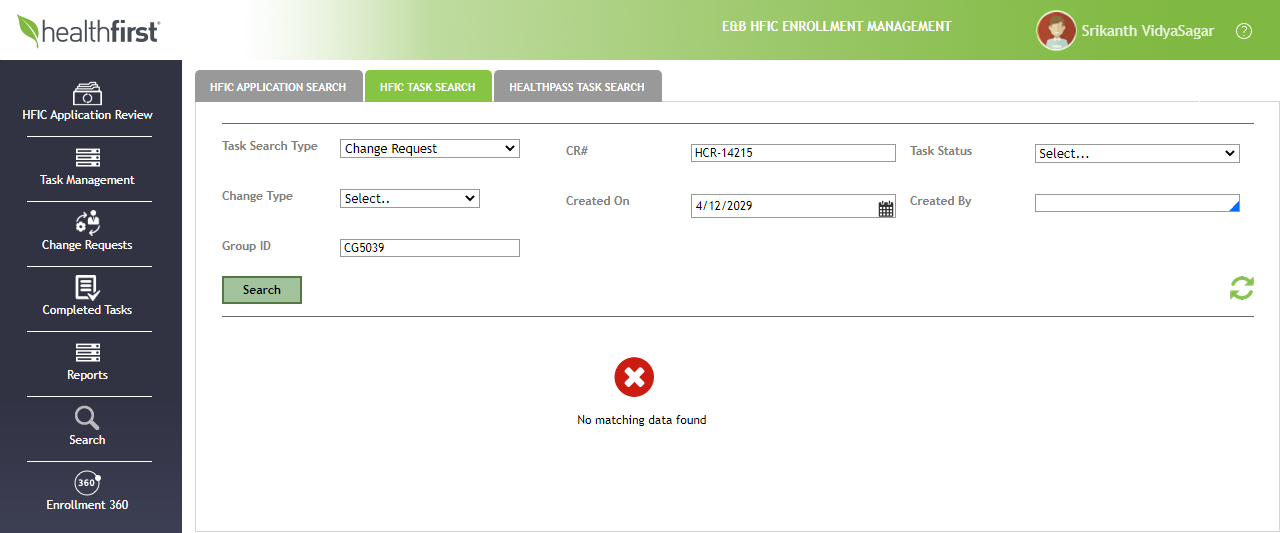 healthfirst
E&B HFIC ENROLLMENT MANAGEMENT
Srikanth VidyaSagar
?
HFIC Application Review
Task Management
Change Requests
Completed Tasks
Reports
Search
360
Enrollment 360
HFIC APPLICATION SEARCH
HFIC TASK SEARCH
HEALTHPASS TASK SEARCH
Task Search Type
Change Request
CR#
HCR-14215
Task Status
Select...
Change Type
Select..
Created On
4/12/2029
Created By
Group ID
CG5039
Search
No matching data found